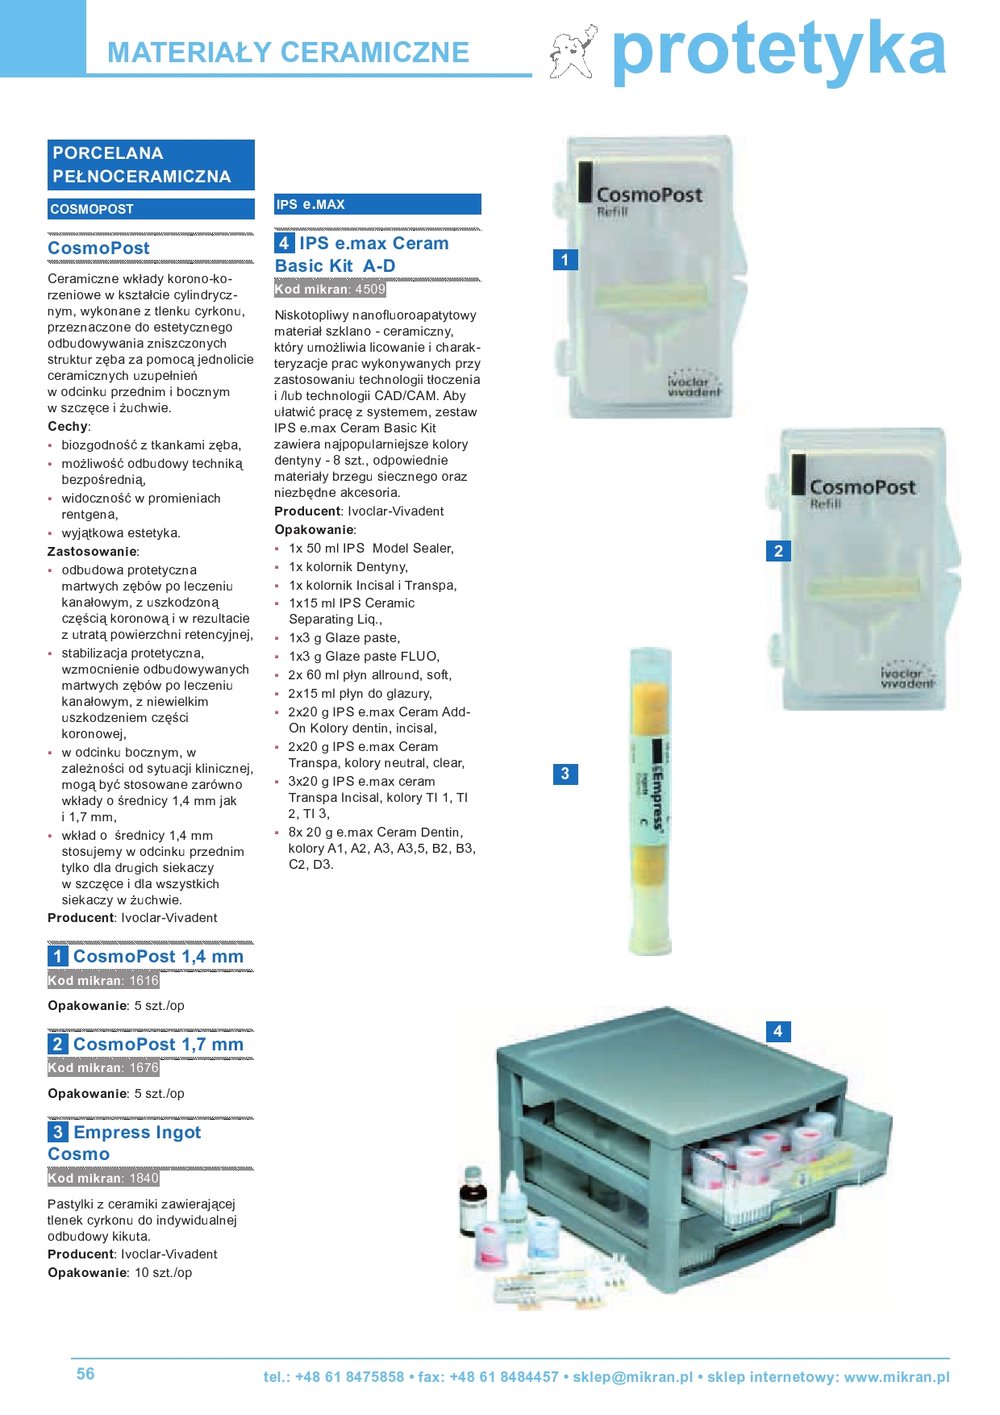 MATERIAŁY CERAMICZNE
protetyka
PORCELANA
PEŁNOCERAMICZNA
COSMOPOST
CosmoPost
Ceramiczne wkłady korono-ko-
rzeniowe w kształcie cylindrycz-
nym, wykonane z tlenku cyrkonu,
przeznaczone do estetycznego
odbudowywania zniszczonych
struktur zęba za pomocą jednolicie
ceramicznych uzupełnień
w odcinku przednim i bocznym
w szczęce i żuchwie.
Cechy:
▪ biozgodność z tkankami zęba,
▪ możliwość odbudowy techniką
bezpośrednią,
▪ widoczność w promieniach
rentgena,
▪ wyjątkowa estetyka.
Zastosowanie:
▪ odbudowa protetyczna
martwych zębów po leczeniu
kanałowym, z uszkodzoną
częścią koronową i w rezultacie
z utratą powierzchni retencyjnej,
▪ stabilizacja protetyczna,
wzmocnienie odbudowywanych
martwych zębów po leczeniu
kanałowym, z niewielkim
uszkodzeniem części
koronowej,
▪ w odcinku bocznym, w
zależności od sytuacji klinicznej,
mogą być stosowane zarówno
wkłady o średnicy 1,4 mm jak
i 1,7 mm,
▪ wkład o średnicy 1,4 mm
stosujemy w odcinku przednim
tylko dla drugich siekaczy
w szczęce i dla wszystkich
siekaczy w żuchwie.
Producent: Ivoclar-Vivadent
1 CosmoPost 1,4 mm
Kod mikran: 1616
Opakowanie: 5 szt./op
2 CosmoPost 1,7 mm
Kod mikran: 1676
Opakowanie: 5 szt./op
3 Empress Ingot
Cosmo
Kod mikran: 1840
Pastylki z ceramiki zawierającej
tlenek cyrkonu do indywidualnej
odbudowy kikuta.
Producent: Ivoclar-Vivadent
Opakowanie: 10 szt./op
IPS e.MAX
4 IPS e.max Ceram
Basic Kit A-D
Kod mikran: 4509
Niskotopliwy nanofluoroapatytowy
materiał szklano - ceramiczny,
który umożliwia licowanie i charak-
teryzacje prac wykonywanych przy
zastosowaniu technologii tłoczenia
i /lub technologii CAD/CAM. Aby
ułatwić pracę z systemem, zestaw
IPS e.max Ceram Basic Kit
zawiera najpopularniejsze kolory
dentyny - 8 szt., odpowiednie
materiały brzegu siecznego oraz
niezbędne akcesoria.
Producent: Ivoclar-Vivadent
Opakowanie:
▪ 1x 50 ml IPS Model Sealer,
▪ 1x kolornik Dentyny,
▪ 1x kolornik Incisal i Transpa,
▪ 1x15 ml IPS Ceramic
Separating Liq.,
▪ 1x3 g Glaze paste,
▪ 1x3 g Glaze paste FLUO,
▪ 2x 60 ml płyn allround, soft,
▪ 2x15 ml płyn do glazury,
▪ 2x20 g IPS e.max Ceram Add-
On Kolory dentin, incisal,
▪ 2x20 g IPS e.max Ceram
Transpa, kolory neutral, clear,
▪ 3x20 g IPS e.max ceram
Transpa Incisal, kolory TI 1, TI
2, TI 3,
▪ 8x 20 g e.max Ceram Dentin,
kolory A1, A2, A3, A3,5, B2, B3,
C2, D3.
1
CosmoPost
Refill
ivoclar
vivadent
2
CosmoPost
Refill
ivoclar
vivadent
3
Empress
C
4
56
tel.: +48 61 8475858 • fax: +48 61 8484457 • sklep@mikran.pl • sklep internetowy: www.mikran.pl